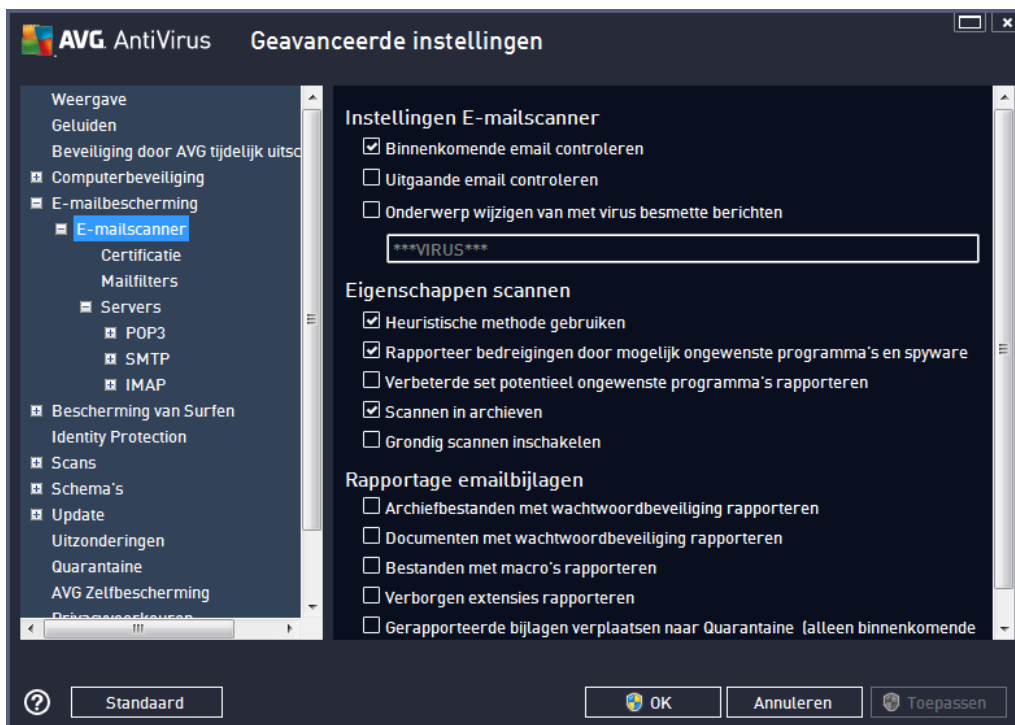 AVG AntiVirus Geavanceerde instellingen
Weergave
Geluiden
Beveiliging door AVG tijdelijk uitsc
Computerbeveiliging
E-mailbescherming
E-mailscanner
Certificatie
Mailfilters
Servers
POP3
SMTP
IMAP
Bescherming van Surfen
Identity Protection
Scans
Schema's
Update
Uitzonderingen
Quarantaine
AVG Zelfbescherming
Privacyvoorkeuren
Instellingen E-mailscanner
Binnenkomende email controleren
Uitgaande email controleren
Onderwerp wijzigen van met virus besmette berichten
***VIRUS***
Eigenschappen scannen
Heuristische methode gebruiken
Rapporteer bedreigingen door mogelijk ongewenste programma's en spyware
Verbeterde set potentieel ongewenste programma's rapporteren
Scannen in archieven
Grondig scannen inschakelen
Rapportage emailbijlagen
Archiefbestanden met wachtwoordbeveiliging rapporteren
Documenten met wachtwoordbeveiliging rapporteren
Bestanden met macro's rapporteren
Verborgen extensies rapporteren
Gerapporteerde bijlagen verplaatsen naar Quarantaine (alleen binnenkomende
Standaard
OK
Annuleren
Toepassen